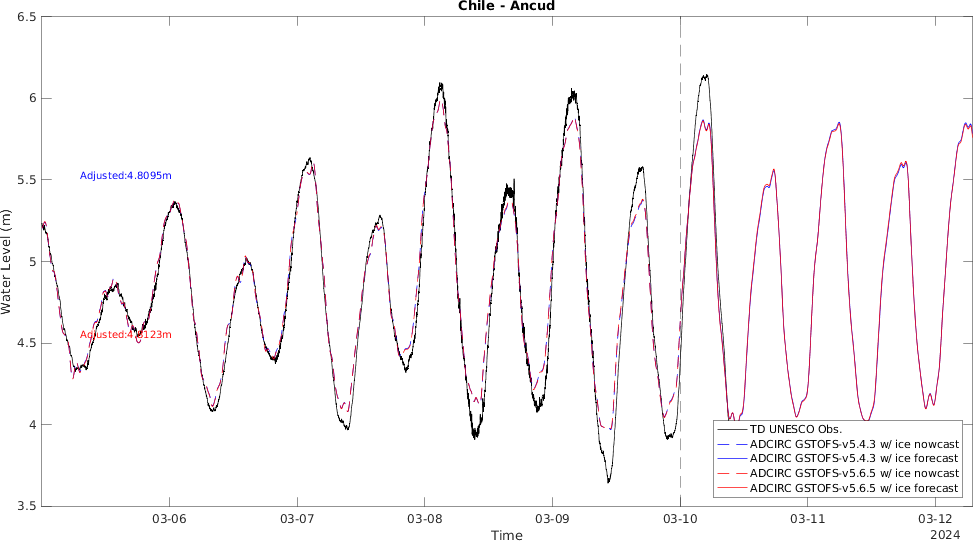 Chile - Ancud
6.5
6
5.5
5
4.5
4
3.5
Water Level (m)
Adjusted:4.8095m
Adjusted:4.8123m
TD UNESCO Obs.
ADCIRC GSTOFS-v5.4.3 w/ ice nowcast
ADCIRC GSTOFS-v5.4.3 w/ ice forecast
ADCIRC GSTOFS-v5.6.5 w/ ice nowcast
ADCIRC GSTOFS-v5.6.5 w/ ice forecast
03-06 03-07 03-08 03-09 03-10 03-11 03-12
Time
2024